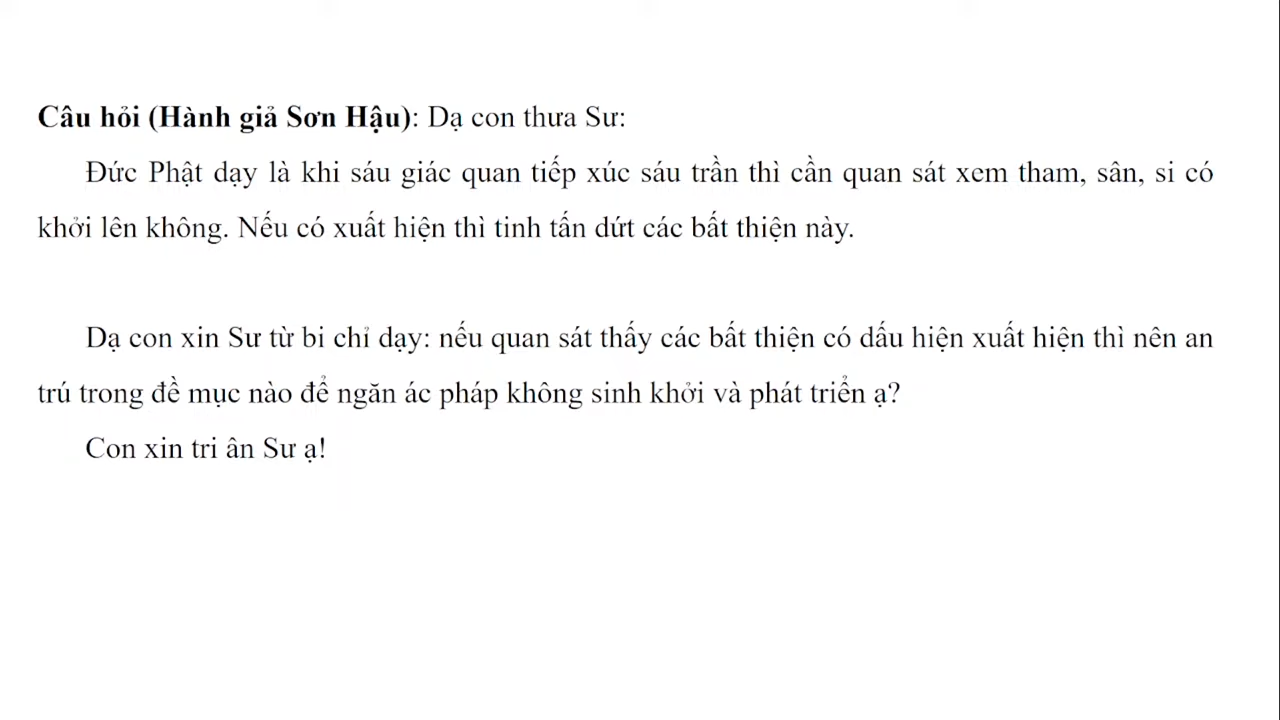 Câu hỏi (Hành giả Sơn Hậu): Dạ con thưa Sư:
Đức Phật dạy là khi sáu giác quan tiếp xúc sáu trần thì cần quan sát xem tham, sân, si có
khởi lên không. Nếu có xuất hiện thì tinh tấn dứt các bất thiện này.
Dạ con xin Sư từ bi chỉ dạy: nếu quan sát thấy các bất thiện có dấu hiện xuất hiện thì nên an
trú trong đề mục nào để ngăn ác pháp không sinh khởi và phát triển ạ?
Con xin tri ân Sư ạ!